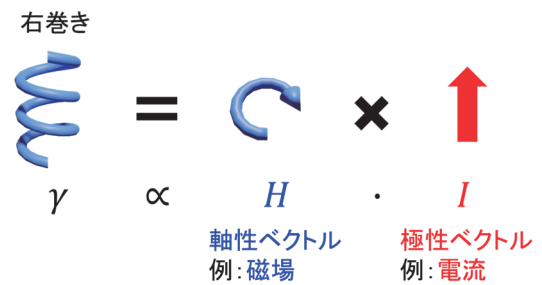 右巻き
= ×
γ ∝ H · I
軸性ベクトル 極性ベクトル
例：磁場 例：電流